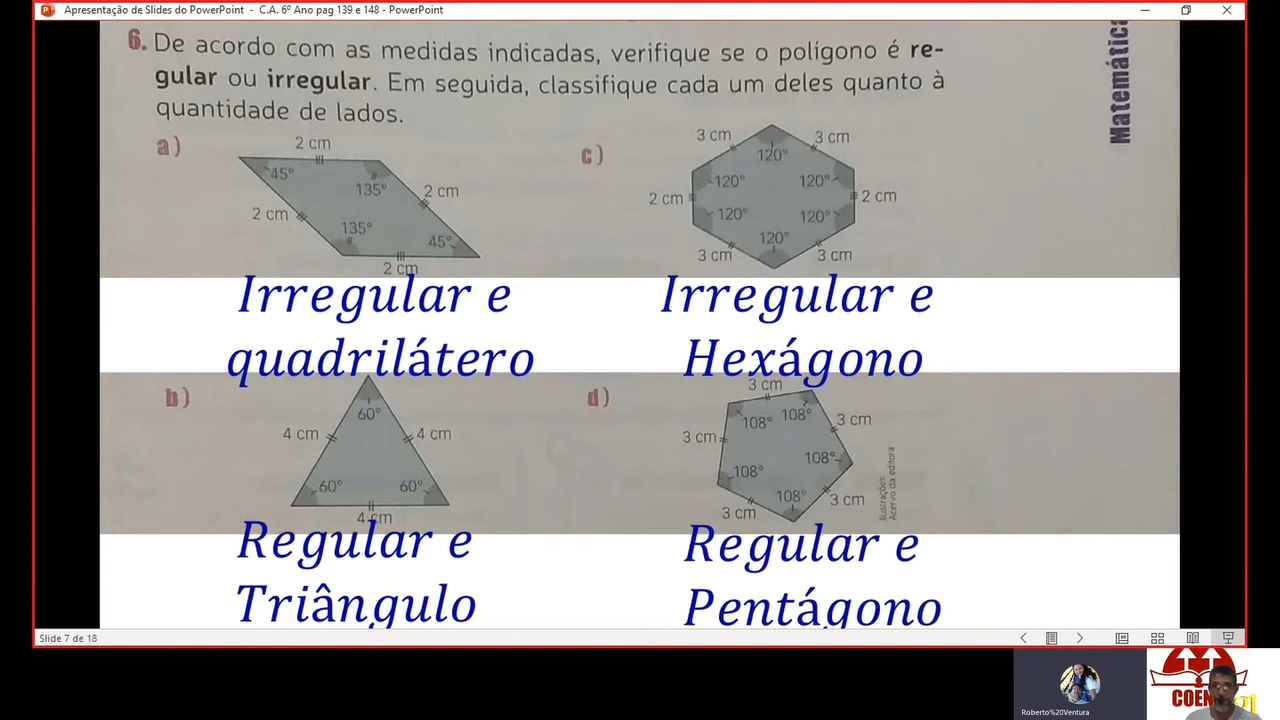 Apresentação de Slides do PowerPoint - C.A. 6º Ano pag 139 e 148 - PowerPoint
6. De acordo com as medidas indicadas, verifique se o polígono é re-
gular ou irregular. Em seguida, classifique cada um deles quanto à
quantidade de lados.
Matemática
a)
2 cm
45°
135°
2 cm
2 cm
135°
45°
2 cm
Irregular e
quadrilátero
c)
3 cm
3 cm
120°
120°
120°
2 cm
2 cm
120°
120°
120°
3 cm
3 cm
Irregular e
Hexágono
b)
60°
4 cm
4 cm
60°
60°
4 cm
Regular e
Triângulo
d)
3 cm
108°
108°
3 cm
3 cm
108°
108°
108°
3 cm
3 cm
Ilustrações:
Acervo da editora
Regular e
Pentágono
Slide 7 de 18
Roberto%20Ventura